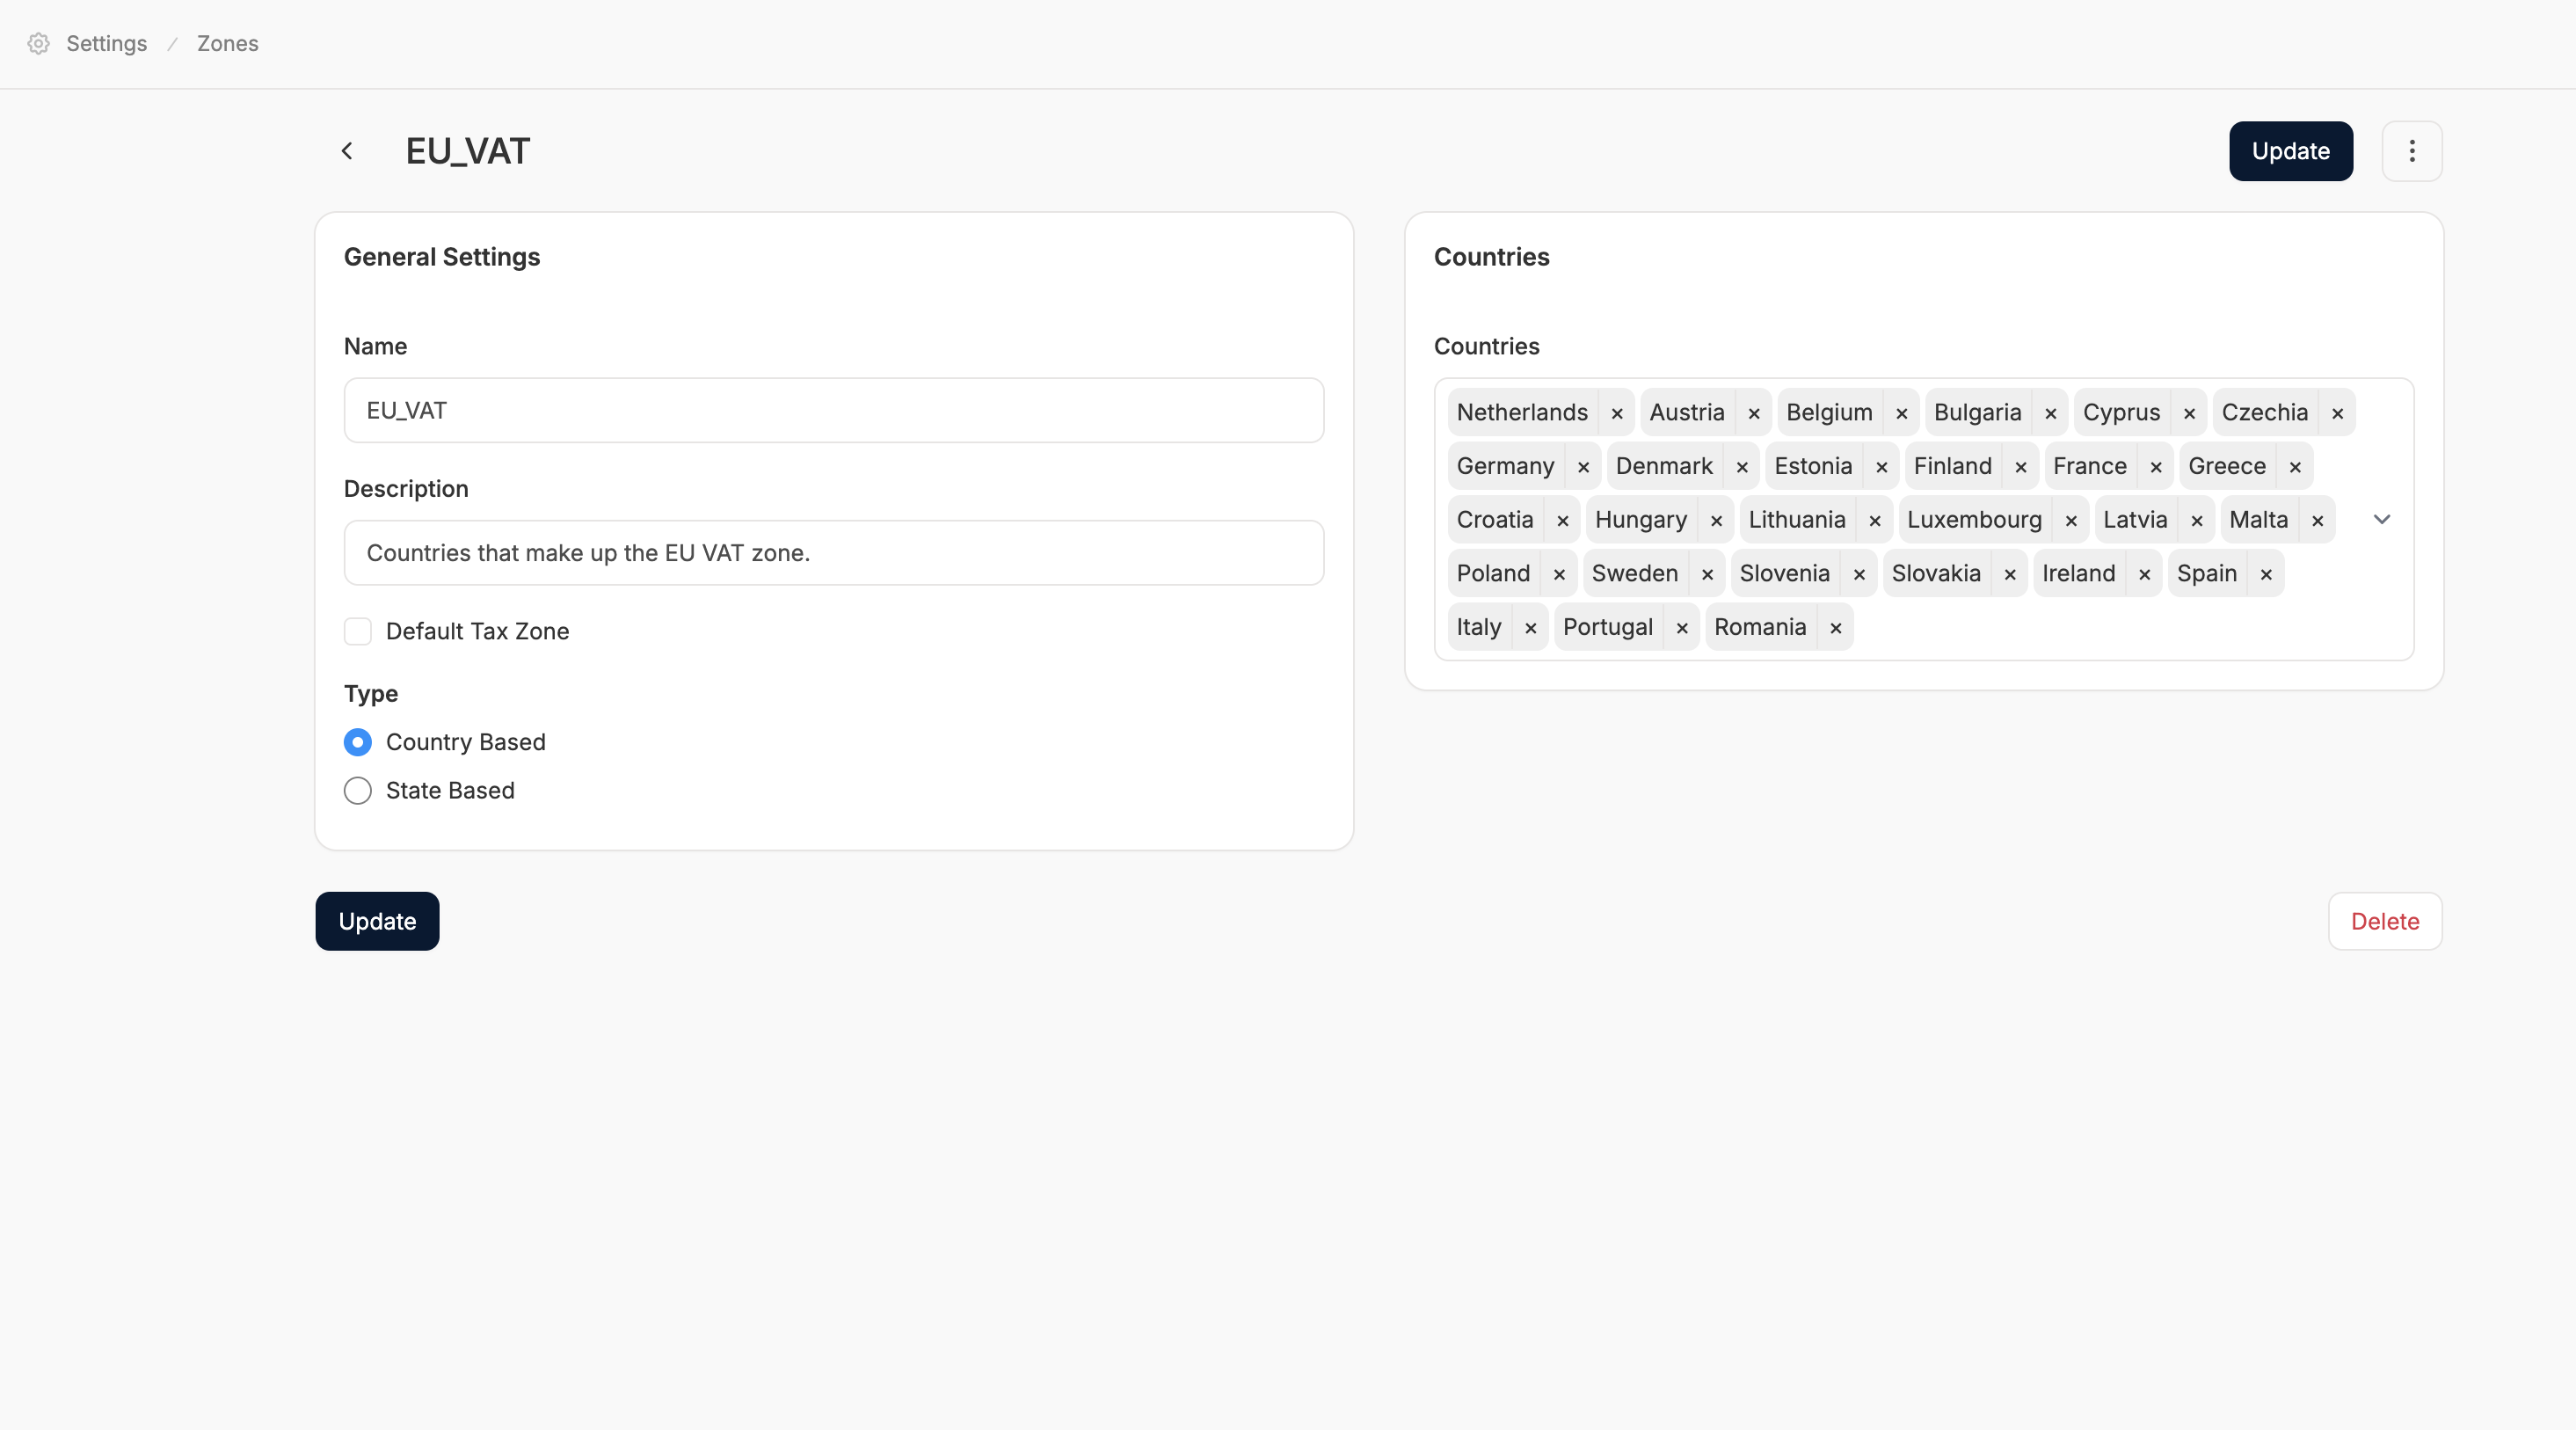 Settings / Zones
EU_VAT
Update
General Settings
Name
EU_VAT
Description
Countries that make up the EU VAT zone.
Default Tax Zone
Type
Country Based
State Based
Countries
Countries
Netherlands × Austria × Belgium × Bulgaria × Cyprus × Czechia ×
Germany × Denmark × Estonia × Finland × France × Greece ×
Croatia × Hungary × Lithuania × Luxembourg × Latvia × Malta ×
Poland × Sweden × Slovenia × Slovakia × Ireland × Spain ×
Italy × Portugal × Romania ×
Update
Delete